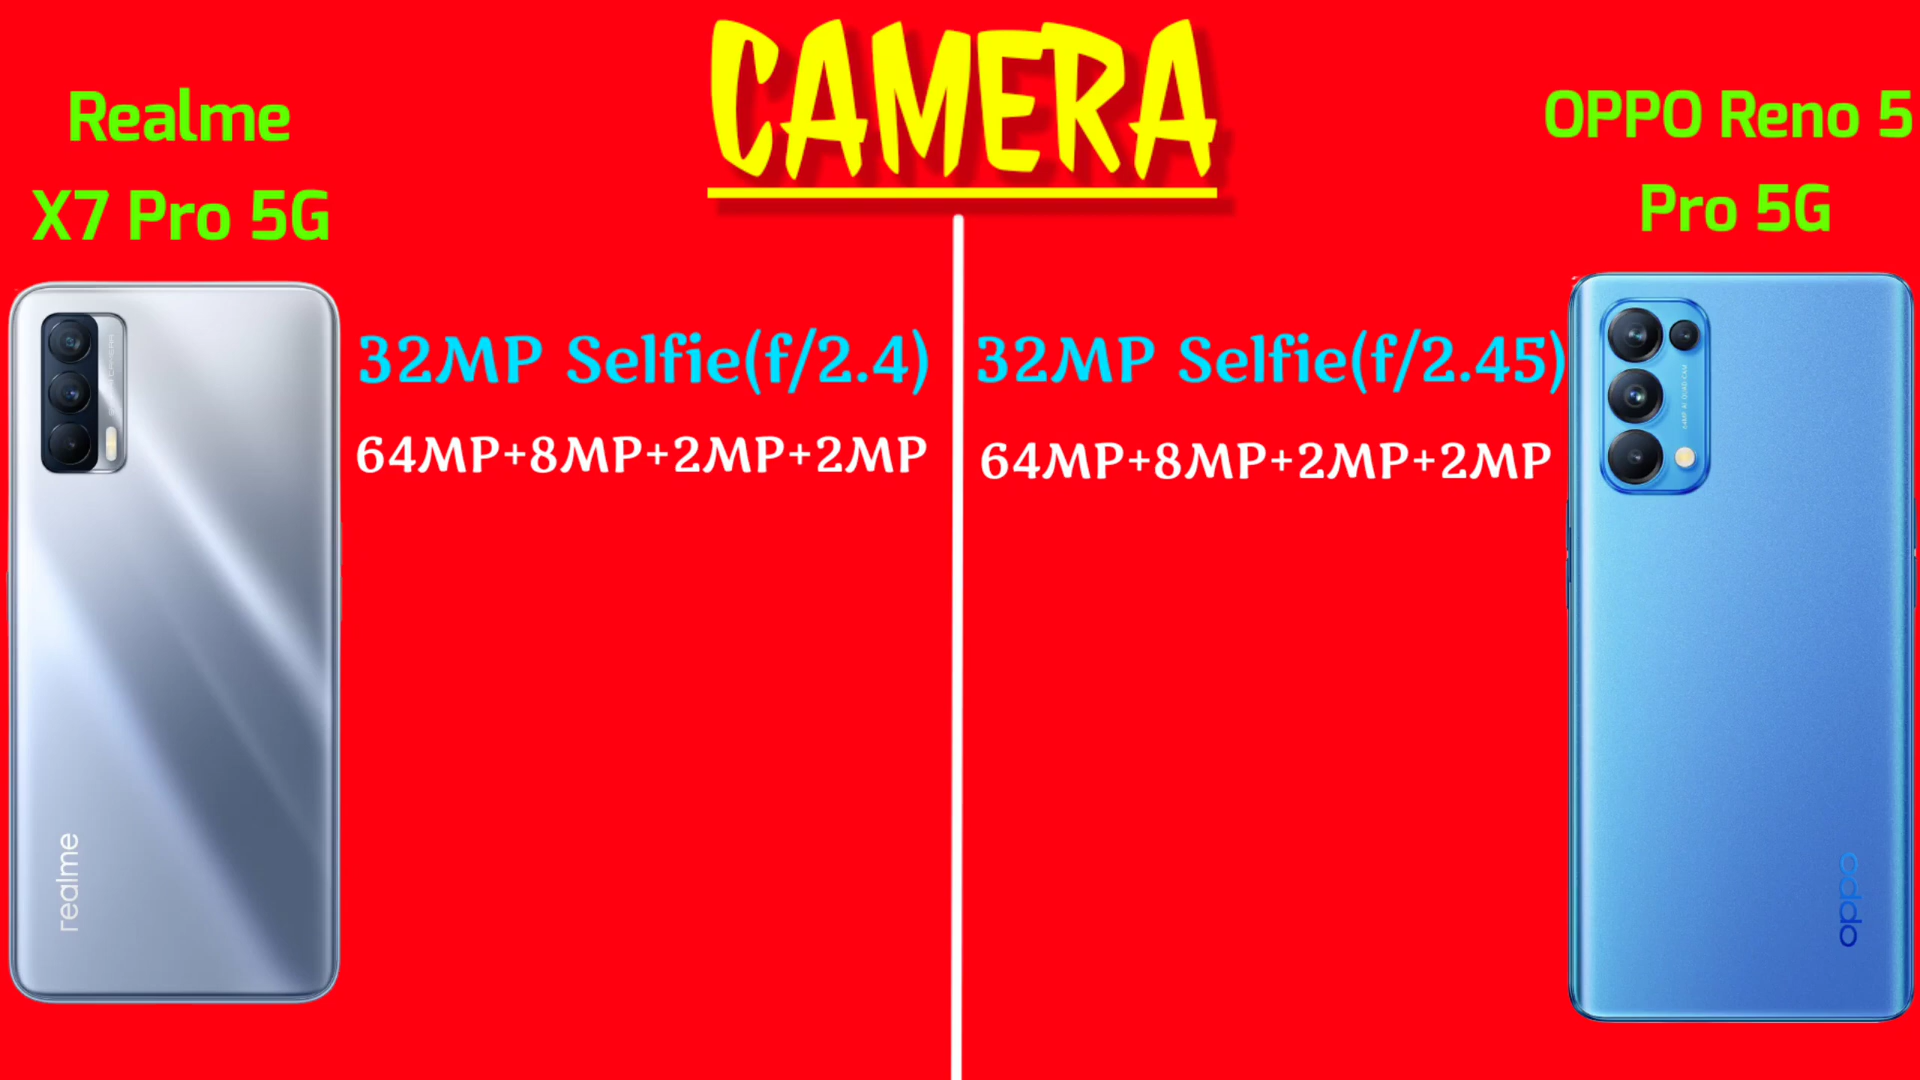 CAMERA
Realme
X7 Pro 5G
OPPO Reno 5
Pro 5G
32MP Selfie(f/2.4)
64MP+8MP+2MP+2MP
32MP Selfie(f/2.45)
64MP+8MP+2MP+2MP
realme
oppo